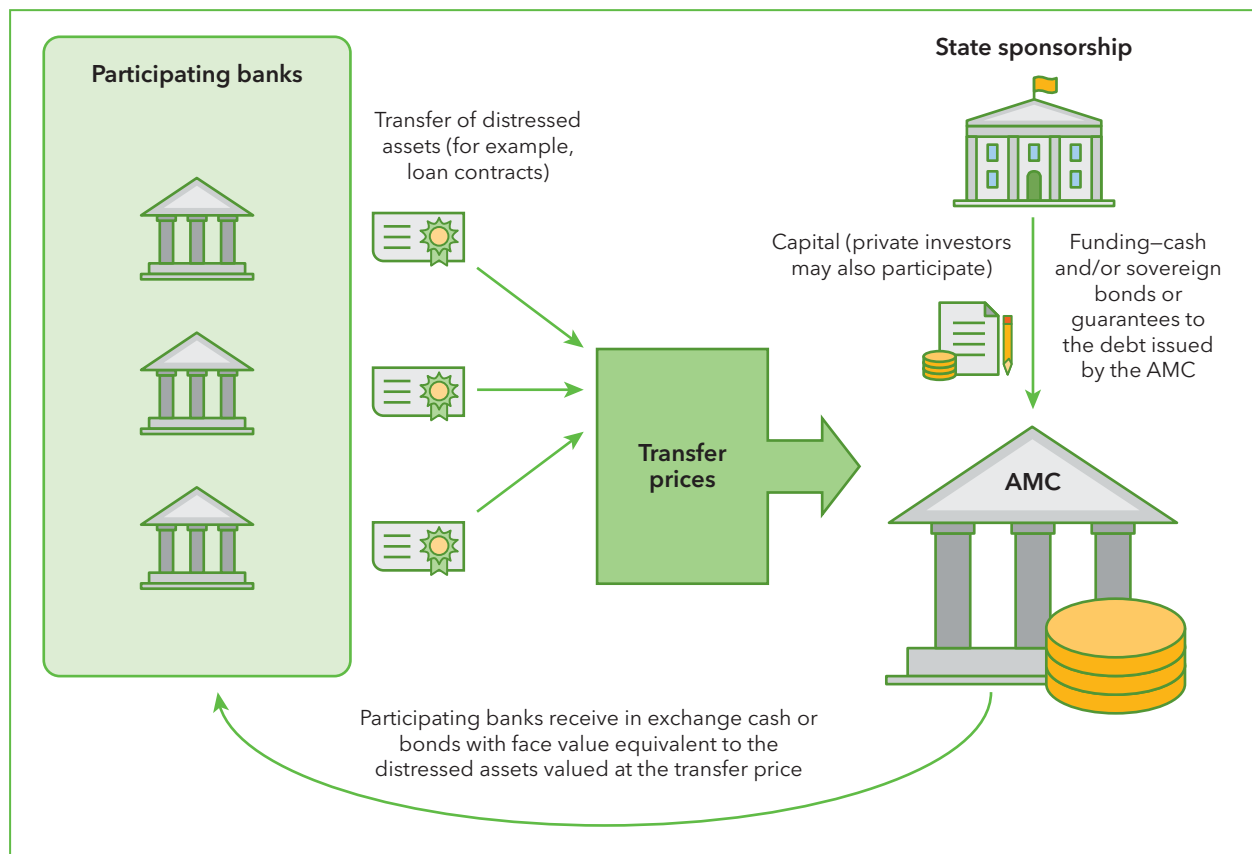 Participating banks
Transfer of distressed
assets (for example,
loan contracts)
State sponsorship
Capital (private investors
may also participate)
Funding—cash
and/or sovereign
bonds or
guarantees to
the debt issued
by the AMC
Transfer
prices
AMC
Participating banks receive in exchange cash or
bonds with face value equivalent to the
distressed assets valued at the transfer price